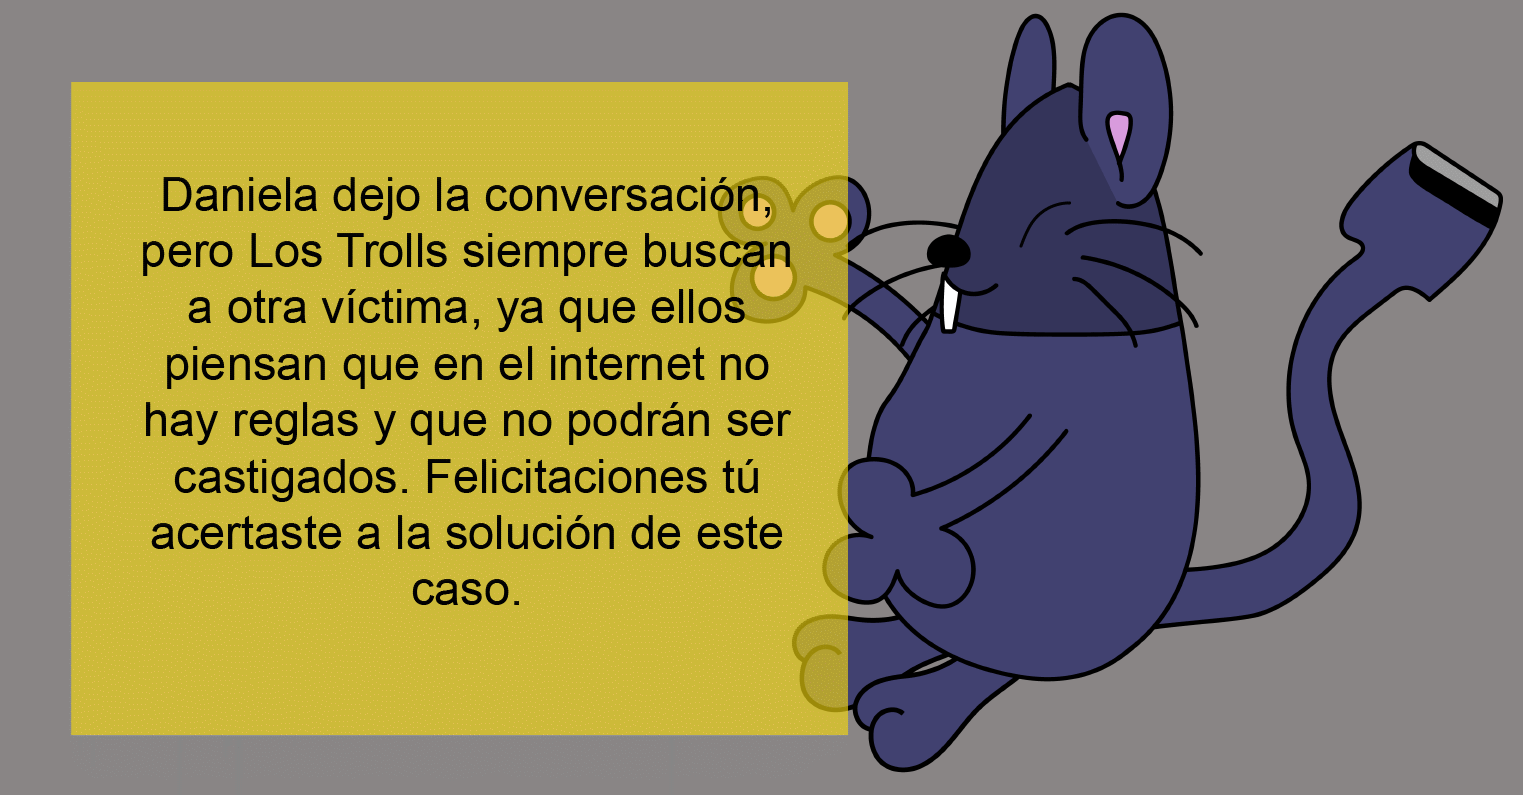 Daniela dejo la conversación,
pero Los Trolls siempre buscan
a otra víctima, ya que ellos
piensan que en el internet no
hay reglas y que no podrán ser
castigados. Felicitaciones tú
acertaste a la solución de este
caso.